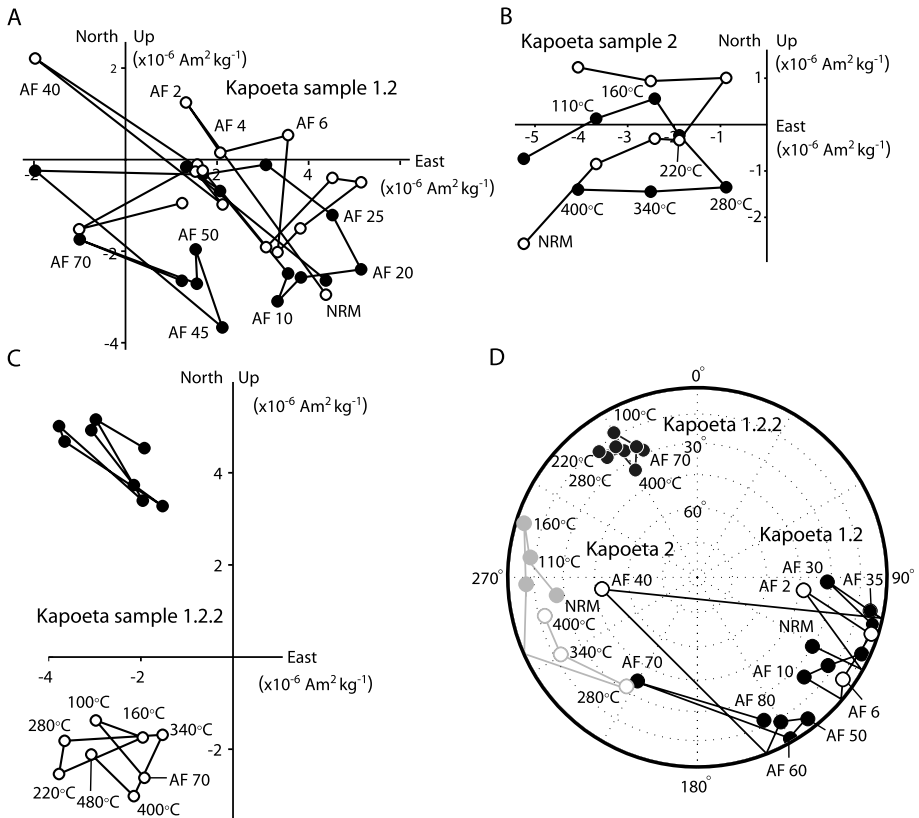 A
North Up
(x10⁻⁶ Am² kg⁻¹)
2
AF 40
AF 2
Kapoeta sample 1.2
AF 4
AF 6
-2
2
4
East
(x10⁻⁶ Am² kg⁻¹)
AF 25
AF 50
-2
AF 70
AF 20
AF 10
NRM
AF 45
-4
B
Kapoeta sample 2
North Up
(x10⁻⁶ Am² kg⁻¹)
1
160°C
110°C
East
-5 -4 -3 -2 -1
(x10⁻⁶ Am² kg⁻¹)
220°C
-1
400°C 340°C 280°C
-2
NRM
C
North Up
(x10⁻⁶ Am² kg⁻¹)
4
2
Kapoeta sample 1.2.2
-4 -2
East
(x10⁻⁶ Am² kg⁻¹)
100°C
160°C
280°C
340°C
-2
AF 70
220°C
480°C
400°C
D
0°
100°C
Kapoeta 1.2.2
30°
220°C
AF 70
280°C
400°C
60°
160°C
Kapoeta 1.2
Kapoeta 2
110°C
AF 30
270°
AF 40
AF 2
AF 35
90°
NRM
400°C
NRM
340°C
AF 70
AF 10
280°C
AF 80
AF 6
AF 50
AF 60
180°